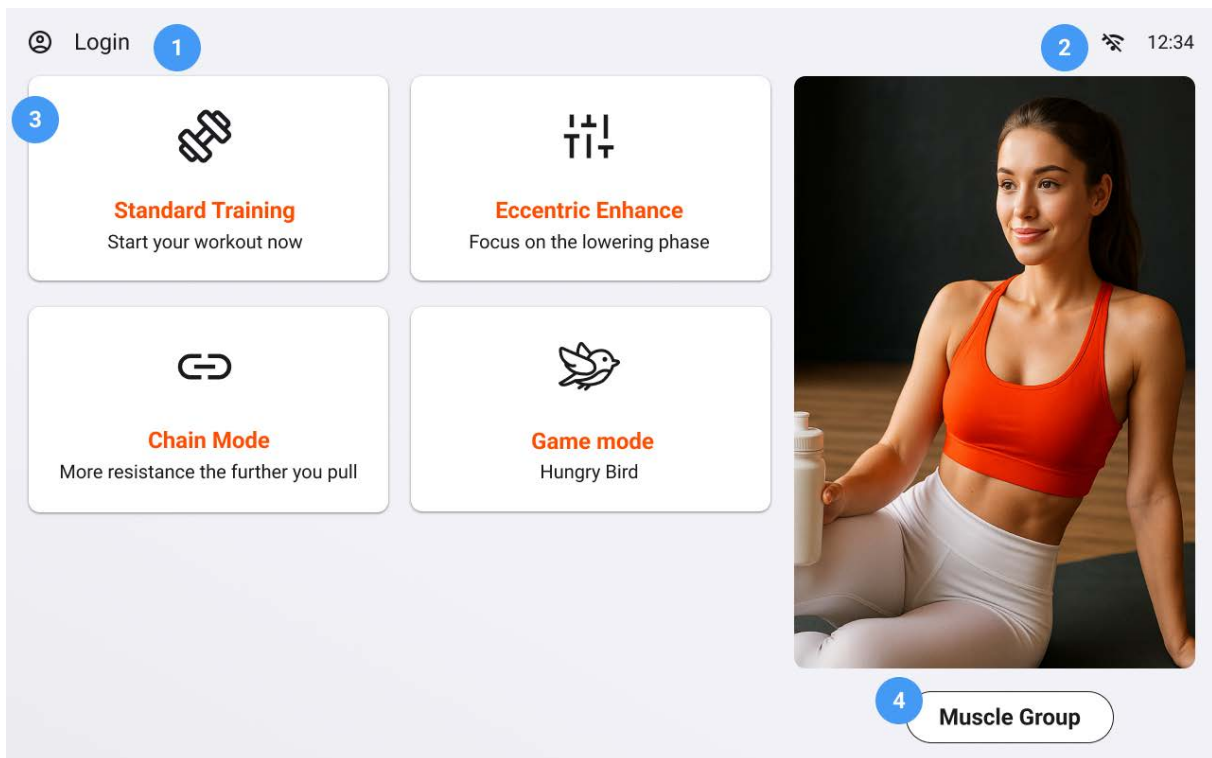 Login
1
2
12:34
3
Standard Training
Start your workout now
Eccentric Enhance
Focus on the lowering phase
Chain Mode
More resistance the further you pull
Game mode
Hungry Bird
4
Muscle Group